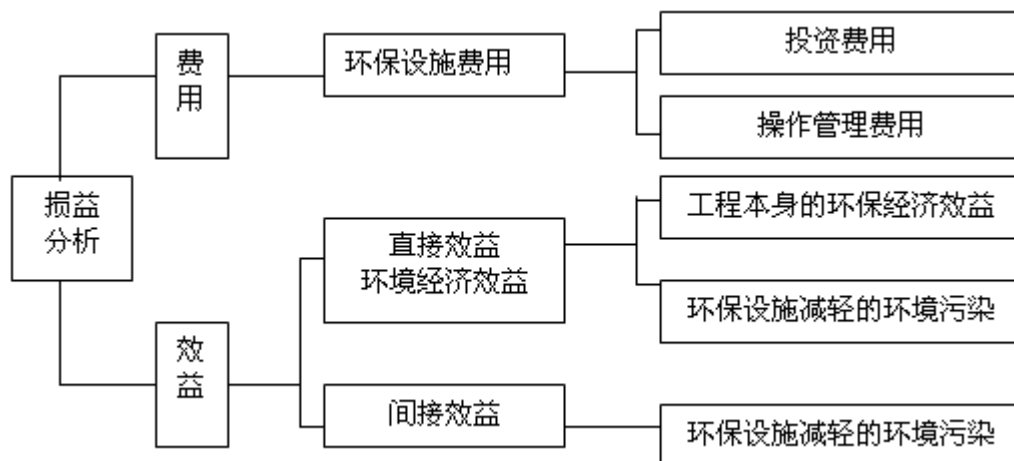 费
用
环保设施费用
投资费用
操作管理费用
损益
分析
工程本身的环保经济效益
直接效益
环境经济效益
环保设施减轻的环境污染
效
益
间接效益
环保设施减轻的环境污染